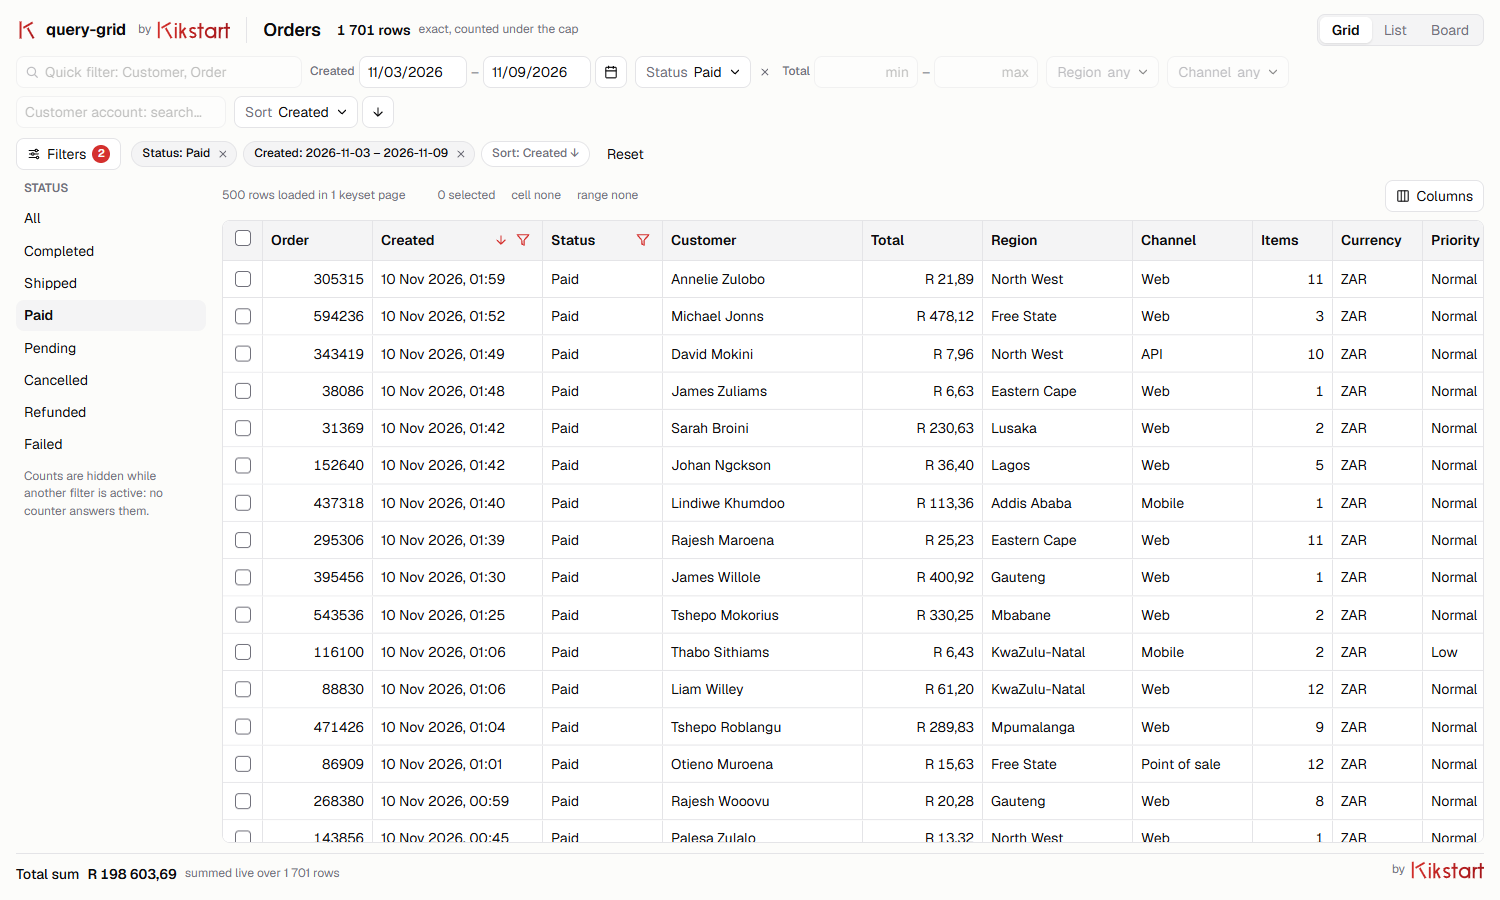 query-grid by Kikstart Orders 1 701 rows exact, counted under the cap Grid List Board
Quick filter: Customer, Order Created 11/03/2026 – 11/09/2026 Status Paid × Total min – max Region any Channel any
Customer account: search... Sort Created ↓
Filters 2 Status: Paid × Created: 2026-11-03 – 2026-11-09 × Sort: Created ↓ Reset
STATUS
All
Completed
Shipped
Paid
Pending
Cancelled
Refunded
Failed
Counts are hidden while
another filter is active: no
counter answers them.
500 rows loaded in 1 keyset page 0 selected cell none range none Columns
Order Created ↓ Status Customer Total Region Channel Items Currency Priority
305315 10 Nov 2026, 01:59 Paid Annelie Zulobo R 21,89 North West Web 11 ZAR Normal
594236 10 Nov 2026, 01:52 Paid Michael Jonns R 478,12 Free State Web 3 ZAR Normal
343419 10 Nov 2026, 01:49 Paid David Mokini R 7,96 North West API 10 ZAR Normal
38086 10 Nov 2026, 01:48 Paid James Zuliams R 6,63 Eastern Cape Web 1 ZAR Normal
31369 10 Nov 2026, 01:42 Paid Sarah Broini R 230,63 Lusaka Web 2 ZAR Normal
152640 10 Nov 2026, 01:42 Paid Johan Ngckson R 36,40 Lagos Web 5 ZAR Normal
437318 10 Nov 2026, 01:40 Paid Lindiwe Khumdoo R 113,36 Addis Ababa Mobile 1 ZAR Normal
295306 10 Nov 2026, 01:39 Paid Rajesh Maroena R 25,23 Eastern Cape Web 11 ZAR Normal
395456 10 Nov 2026, 01:30 Paid James Willole R 400,92 Gauteng Web 1 ZAR Normal
543536 10 Nov 2026, 01:25 Paid Tshepo Mokorius R 330,25 Mbabane Web 2 ZAR Normal
116100 10 Nov 2026, 01:06 Paid Thabo Sithiams R 6,43 KwaZulu-Natal Mobile 2 ZAR Low
88830 10 Nov 2026, 01:06 Paid Liam Willey R 61,20 KwaZulu-Natal Web 12 ZAR Normal
471426 10 Nov 2026, 01:04 Paid Tshepo Roblangu R 289,83 Mpumalanga Web 9 ZAR Normal
86909 10 Nov 2026, 01:01 Paid Otieno Muroena R 15,63 Free State Point of sale 12 ZAR Normal
268380 10 Nov 2026, 00:59 Paid Rajesh Wooovu R 20,28 Gauteng Web 8 ZAR Normal
143856 10 Nov 2026, 00:45 Paid Palesa Zulalo R 13,32 North West Web 1 ZAR Normal
Total sum R 198 603,69 summed live over 1 701 rows by Kikstart